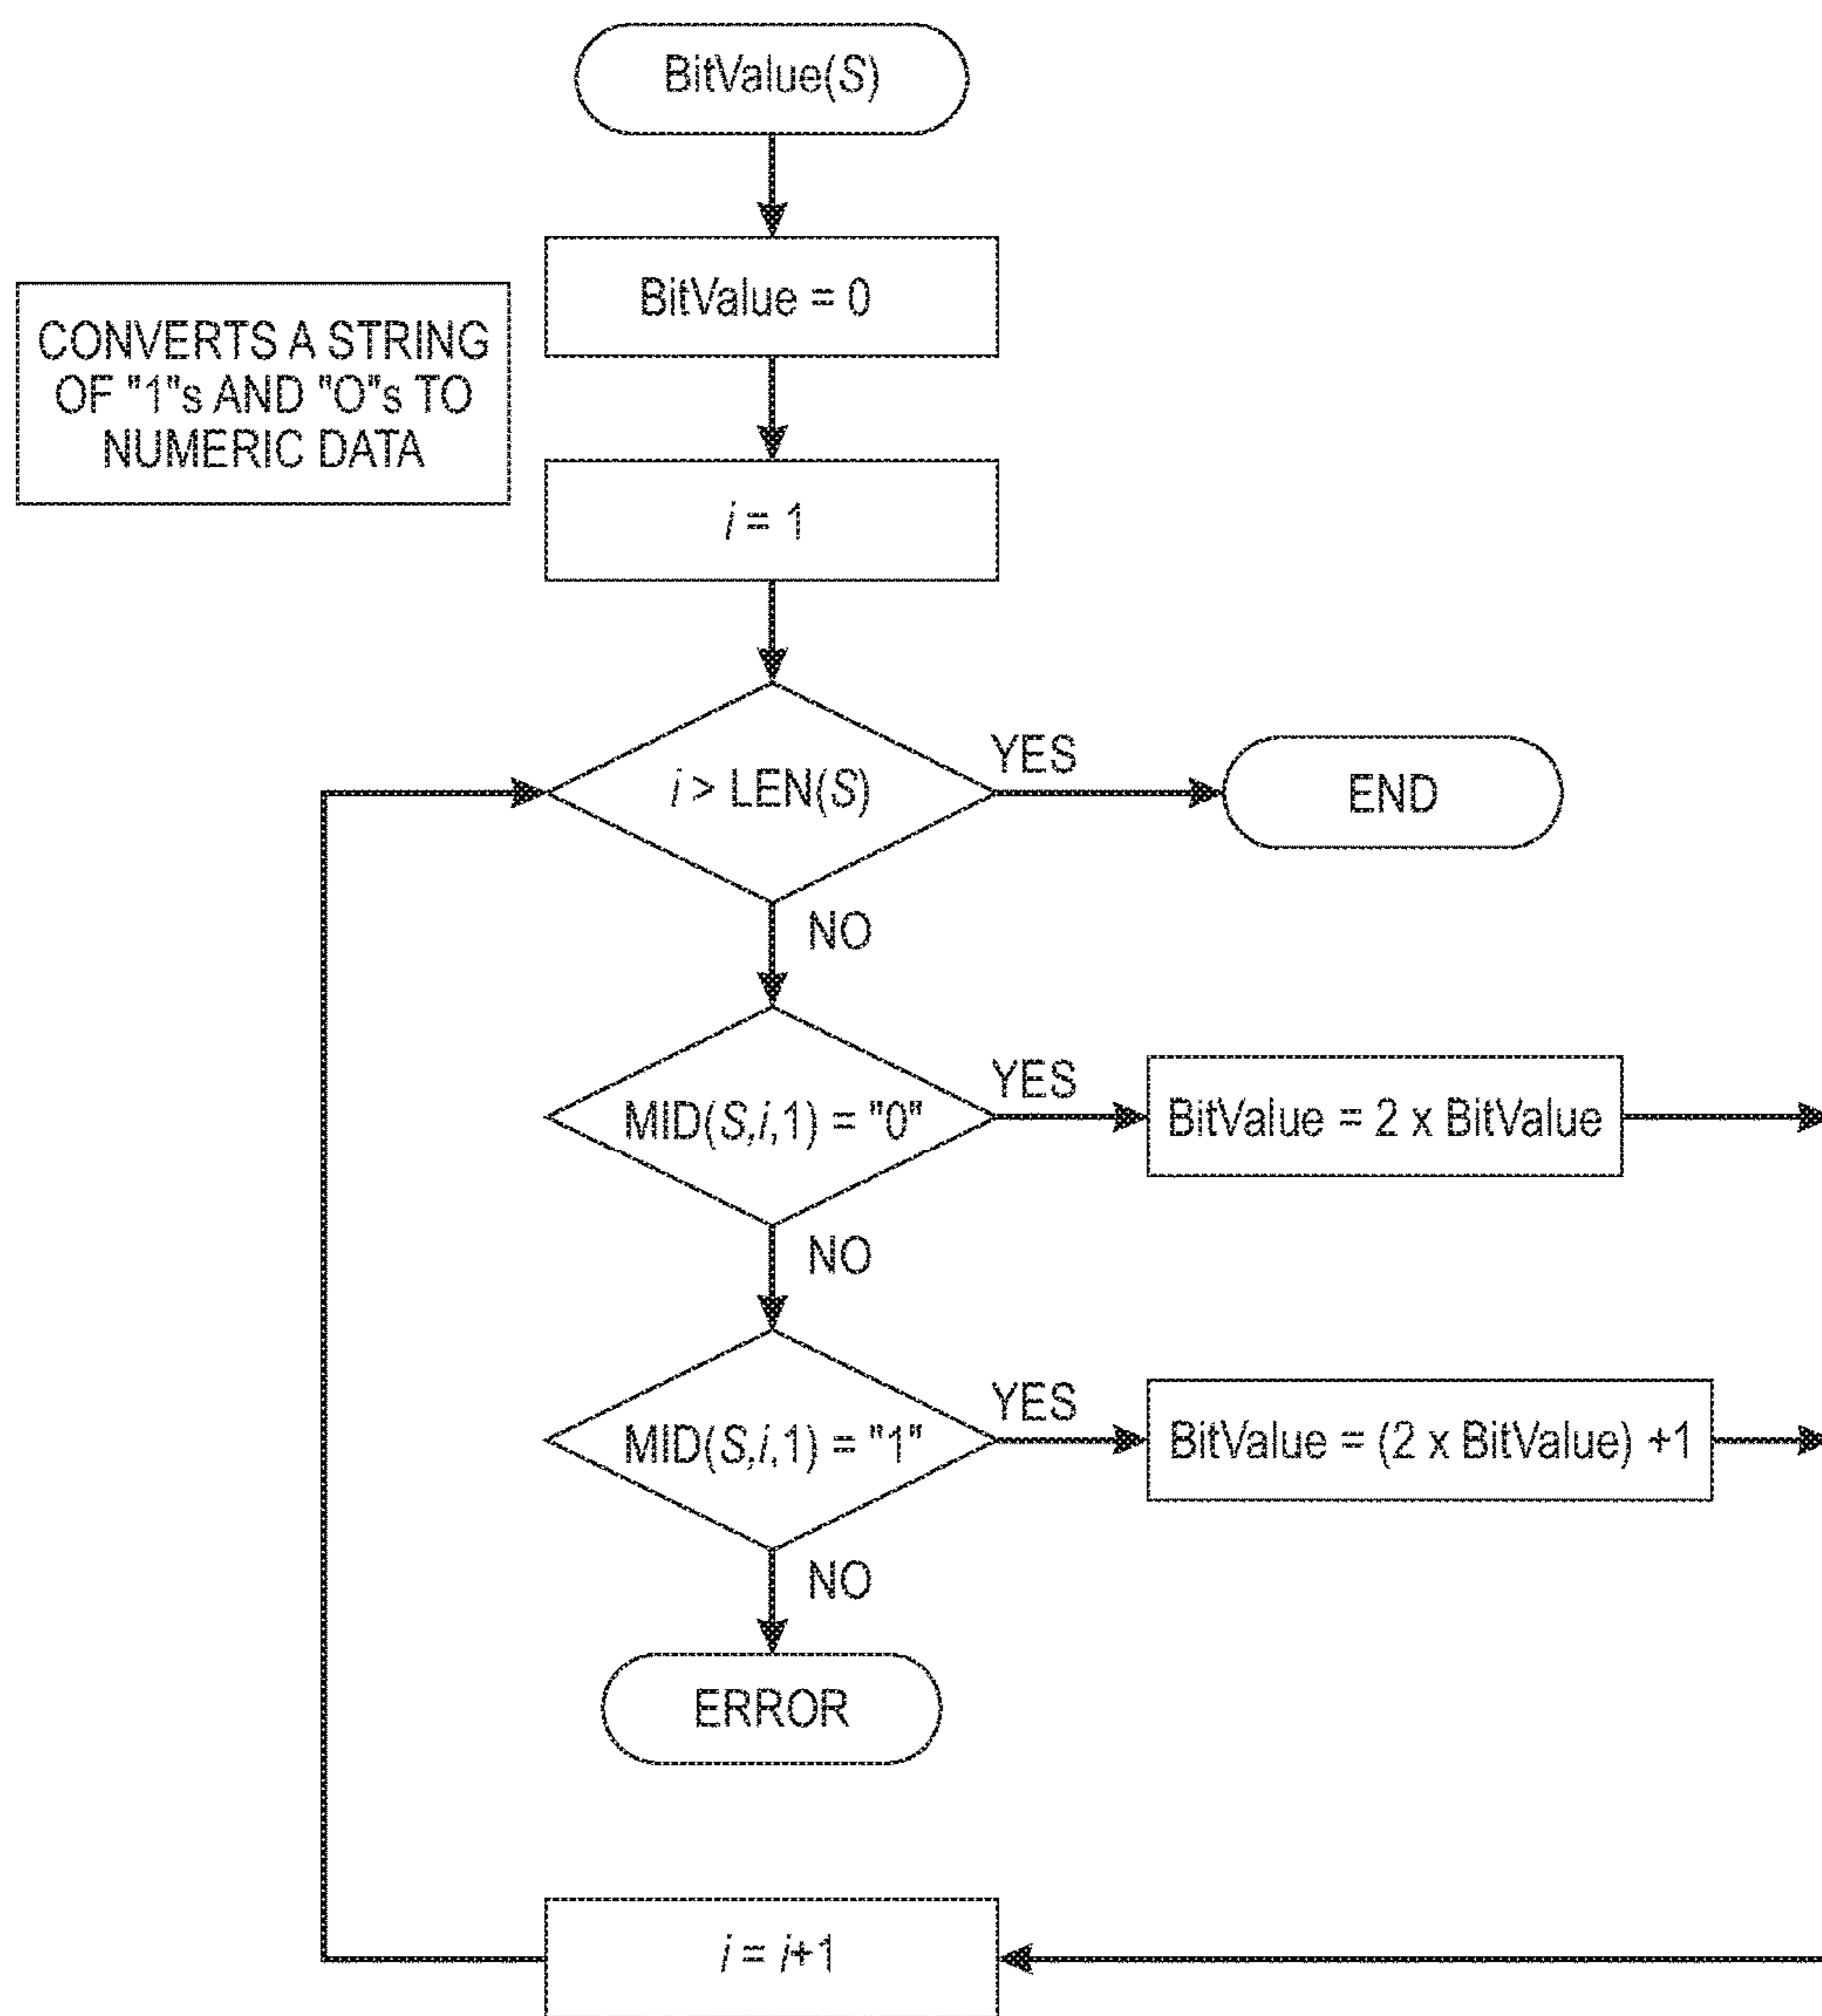 BitValue(S)
BitValue = 0
CONVERTS A STRING
OF "1"s AND "O"s TO
NUMERIC DATA
i = 1
i > LEN(S)
YES
END
NO
MID(S,i,1) = "0"
YES
BitValue = 2 x BitValue
NO
MID(S,i,1) = "1"
YES
BitValue = (2 x BitValue) +1
NO
ERROR
i = i+1